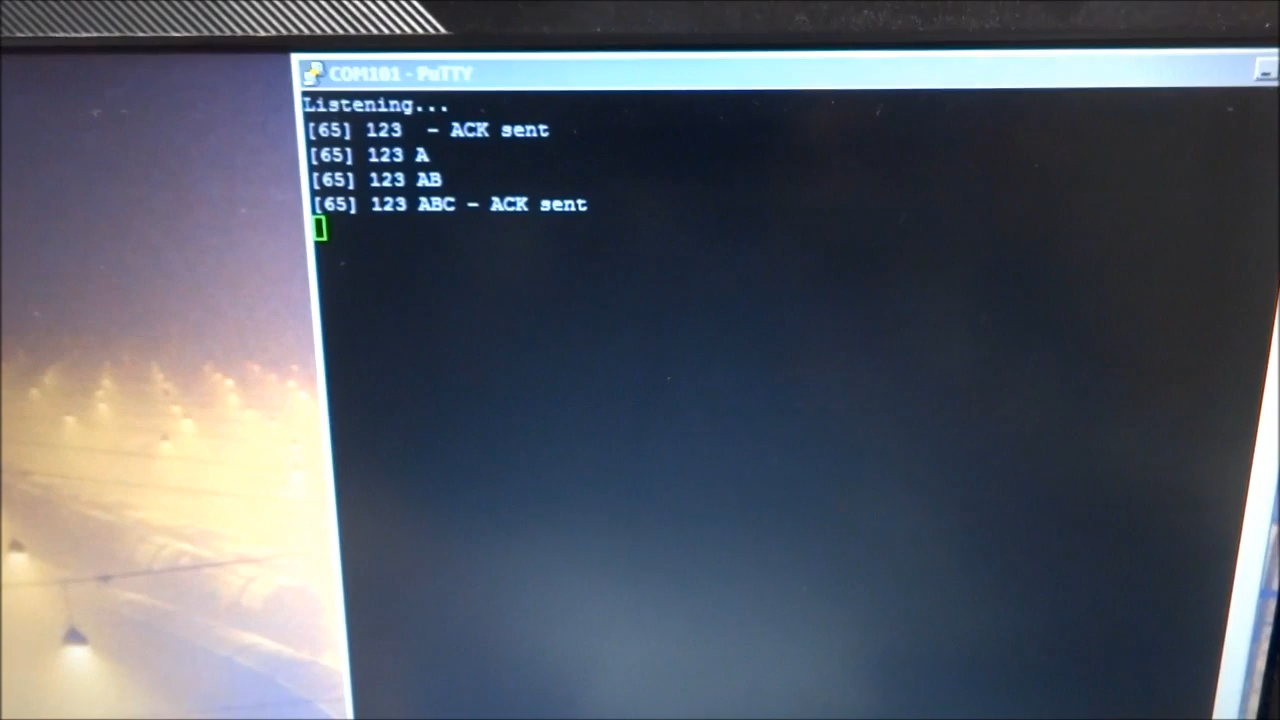 COM101 - PuTTY
Listening...
[65] 123  - ACK sent
[65] 123 A
[65] 123 AB
[65] 123 ABC - ACK sent